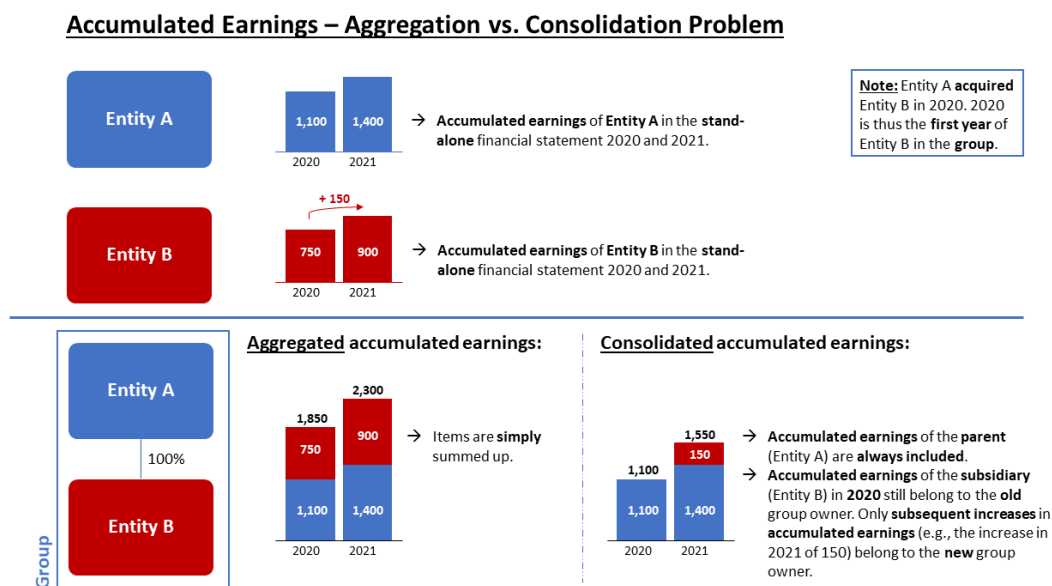 Accumulated Earnings – Aggregation vs. Consolidation Problem
Entity A
1,100
1,400
2020
2021
→ Accumulated earnings of Entity A in the stand-
alone financial statement 2020 and 2021.
Note: Entity A acquired
Entity B in 2020. 2020
is thus the first year of
Entity B in the group.
Entity B
+ 150
750
900
2020
2021
→ Accumulated earnings of Entity B in the stand-
alone financial statement 2020 and 2021.
Group
Entity A
100%
Entity B
Aggregated accumulated earnings:
1,850
2,300
750
900
1,100
1,400
2020
2021
→ Items are simply
summed up.
Consolidated accumulated earnings:
1,100
1,550
150
1,100
1,400
2020
2021
→ Accumulated earnings of the parent
(Entity A) are always included.
→ Accumulated earnings of the subsidiary
(Entity B) in 2020 still belong to the old
group owner. Only subsequent increases in
accumulated earnings (e.g., the increase in
2021 of 150) belong to the new group
owner.